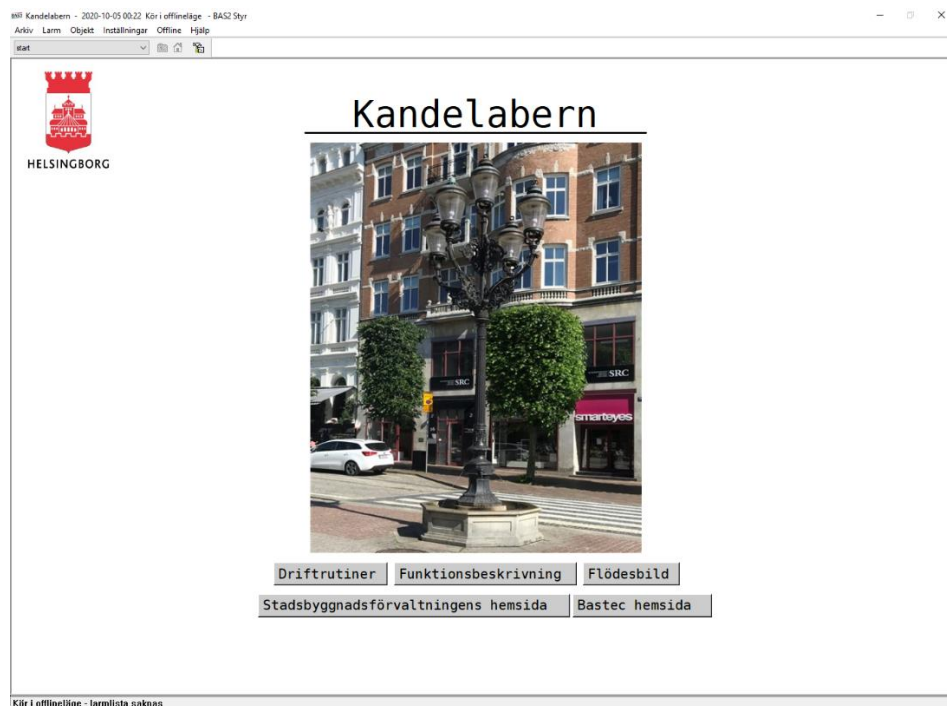 Kandelabern - 2020-10-05 00:22 Kör i offlineläge - BAS2 Styr
Arkiv Larm Objekt Inställningar Offline Hjälp
start
HELSINGBORG
Kandelabern
SRC
SRC
smarteyes
Driftrutiner Funktionsbeskrivning Flödesbild
Stadsbyggnadsförvaltningens hemsida Bastec hemsida
Kör i offlineläge - larmlista saknas